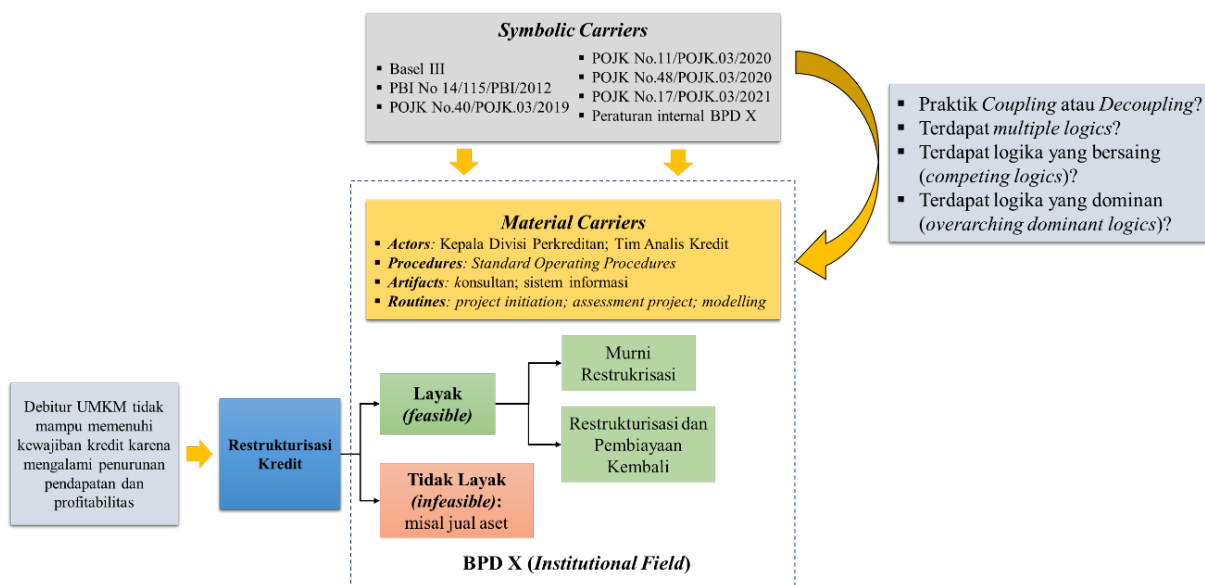 Symbolic Carriers
▪ Basel III
▪ PBI No 14/115/PBI/2012
▪ POJK No.40/POJK.03/2019
▪ POJK No.11/POJK.03/2020
▪ POJK No.48/POJK.03/2020
▪ POJK No.17/POJK.03/2021
▪ Peraturan internal BPD X
▪ Praktik Coupling atau Decoupling?
▪ Terdapat multiple logics?
▪ Terdapat logika yang bersaing
(competing logics)?
▪ Terdapat logika yang dominan
(overarching dominant logics)?
Material Carriers
▪ Actors: Kepala Divisi Perkreditan; Tim Analis Kredit
▪ Procedures: Standard Operating Procedures
▪ Artifacts: konsultan; sistem informasi
▪ Routines: project initiation; assessment project; modelling
Debitur UMKM tidak
mampu memenuhi
kewajiban kredit karena
mengalami penurunan
pendapatan dan
profitabilitas
Restrukturisasi
Kredit
Layak
(feasible)
Murni
Restrukrisasi
Restrukturisasi dan
Pembiayaan
Kembali
Tidak Layak
(infeasible):
misal jual aset
BPD X (Institutional Field)